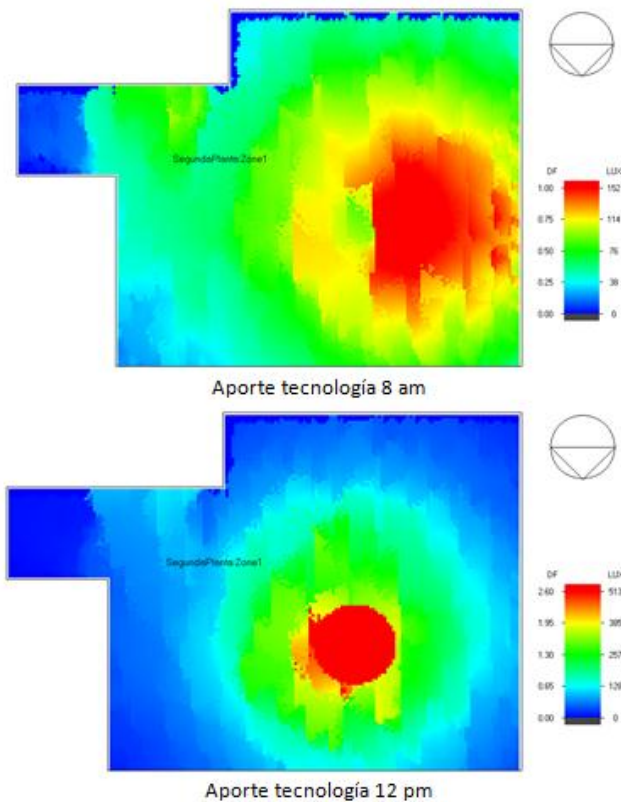 SegundaPlanta:Zone1
DF LUX
1.00 152
0.75 114
0.50 76
0.25 38
0.00 0
Aporte tecnología 8 am
SegundaPlanta:Zone1
DF LUX
2.60 513
1.95 385
1.30 257
0.65 128
0.00 0
Aporte tecnología 12 pm